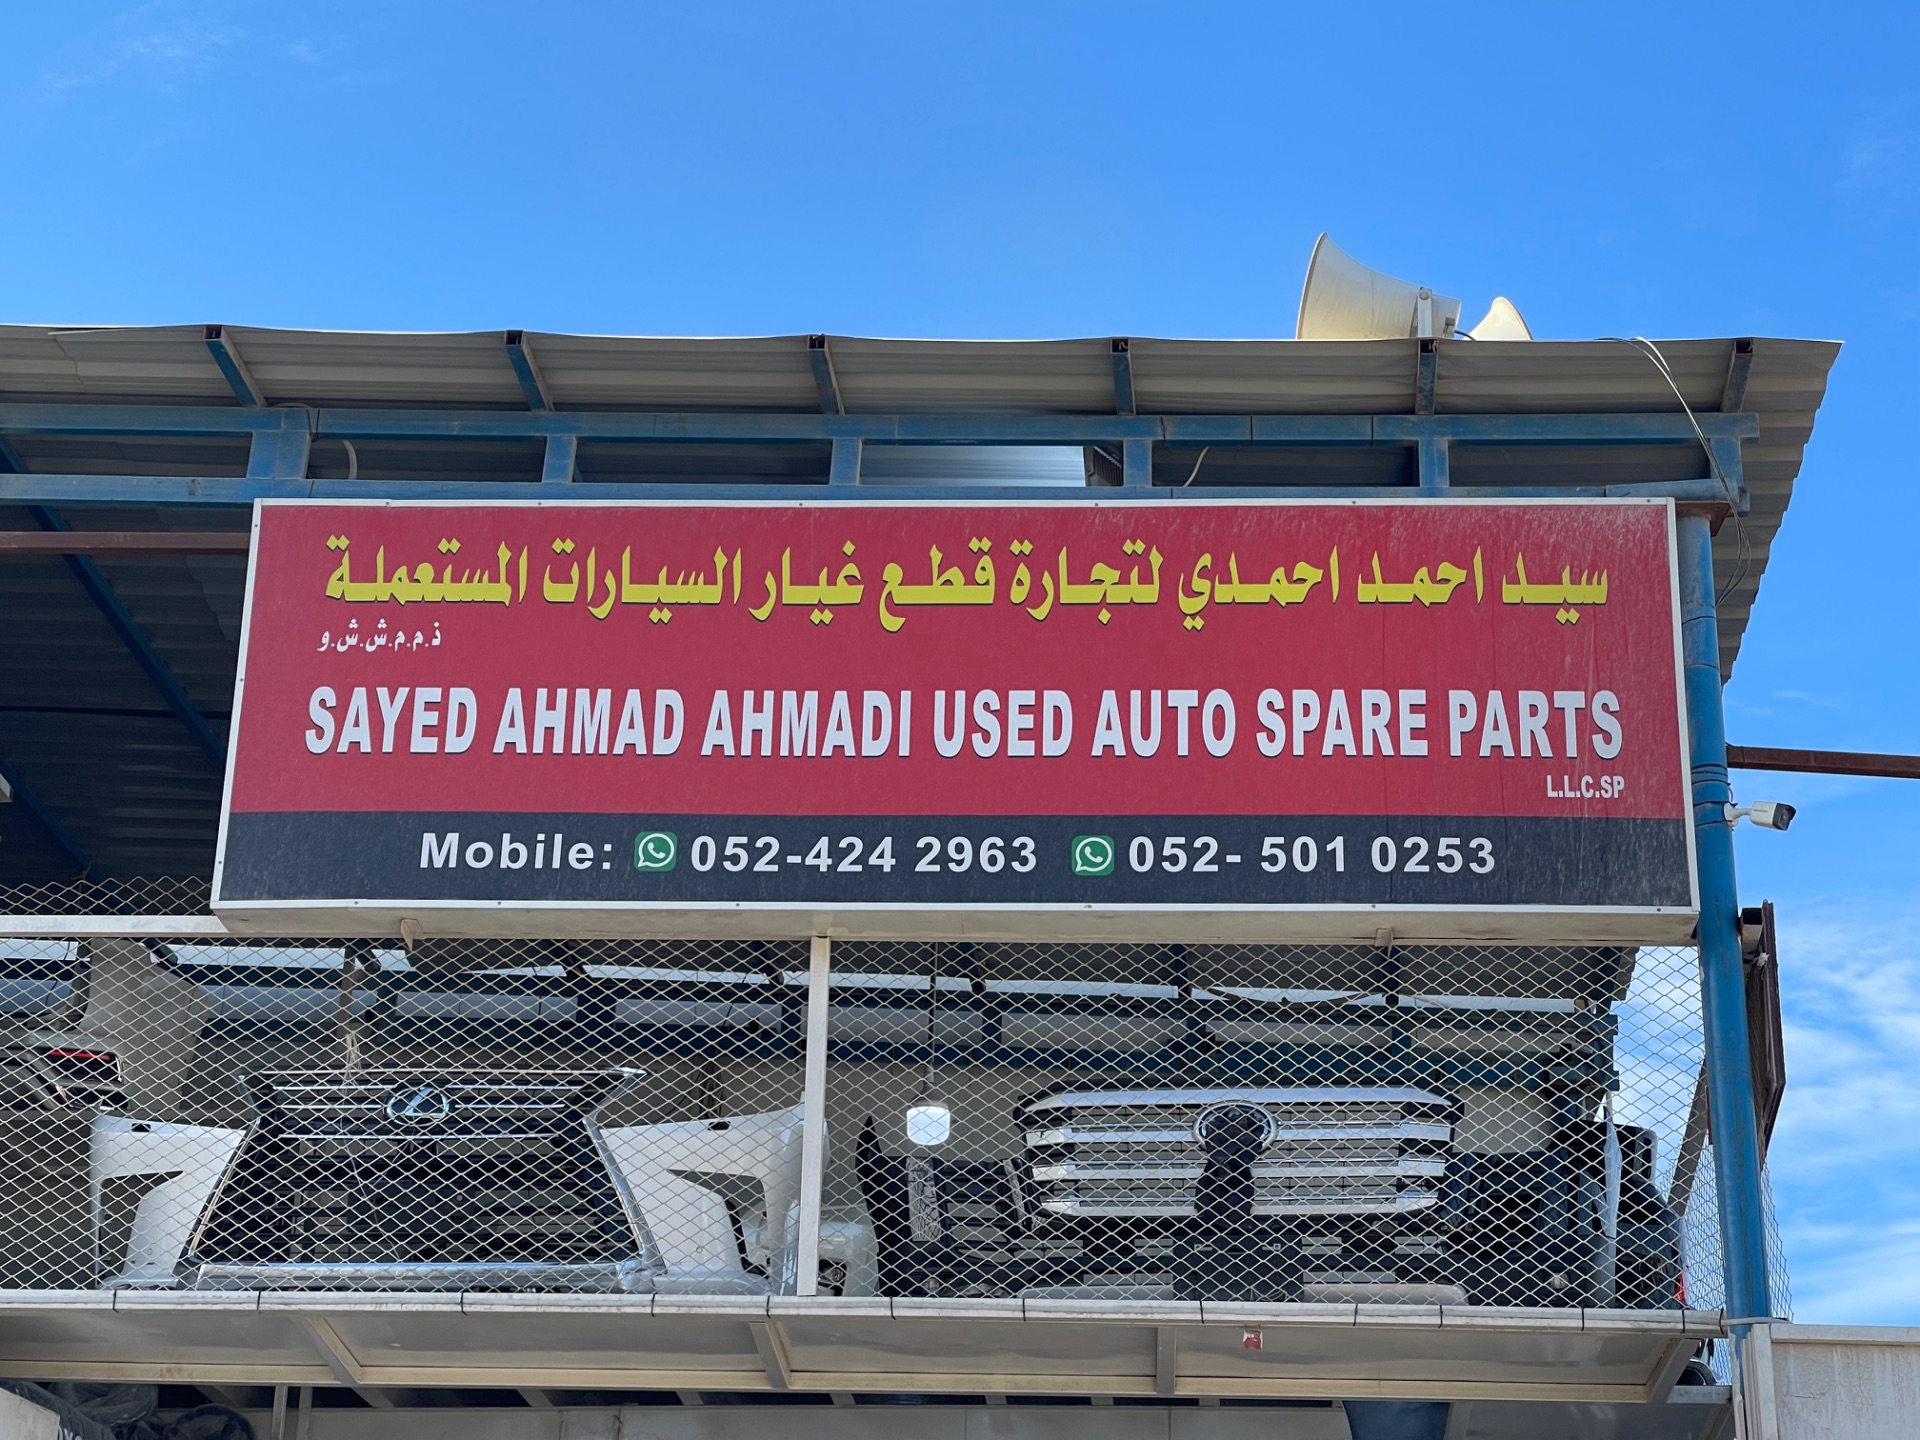 سيد احمد احمدي لتجارة قطع غيار السيارات المستعملة
ذ.م.م.ش.ش.و
SAYED AHMAD AHMADI USED AUTO SPARE PARTS
L.L.C.SP
Mobile: 052-424 2963 052- 501 0253